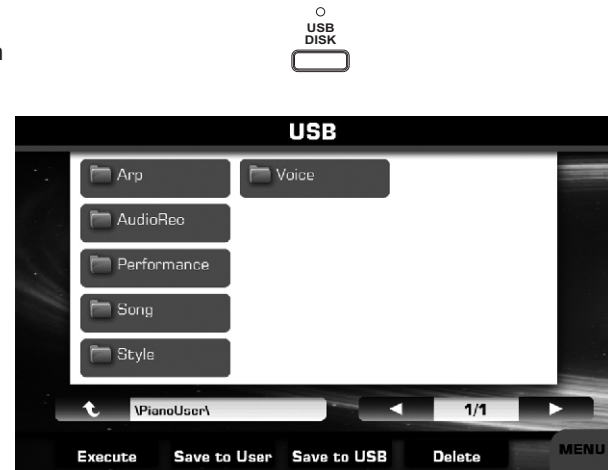 USB
DISK
USB
Arp
Voice
AudioRec
Performance
Song
Style
\PianoUser\
1/1
Execute Save to User Save to USB Delete MENU